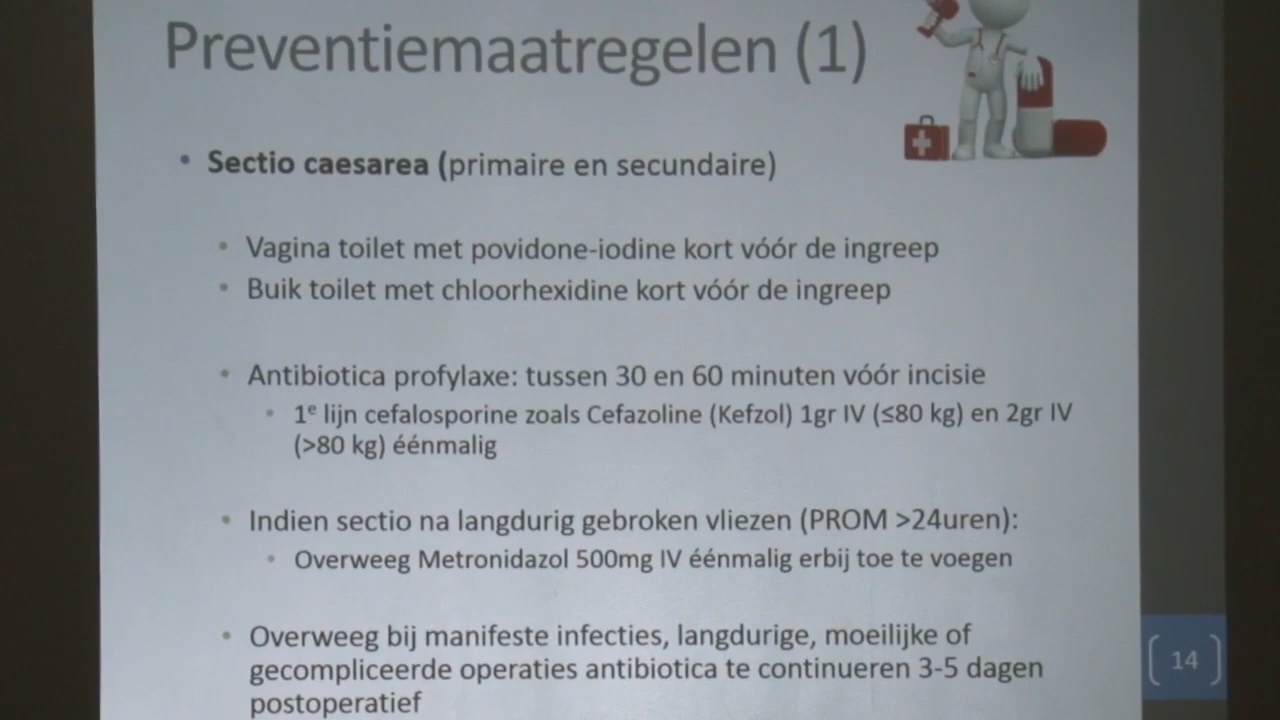 Preventiemaatregelen (1)
• Sectio caesarea (primaire en secundaire)
• Vagina toilet met povidone-iodine kort vóór de ingreep
• Buik toilet met chloorhexidine kort vóór de ingreep
• Antibiotica profylaxe: tussen 30 en 60 minuten vóór incisie
• 1e lijn cefalosporine zoals Cefazoline (Kefzol) 1gr IV (≤80 kg) en 2gr IV
(>80 kg) éénmalig
• Indien sectio na langdurig gebroken vliezen (PROM >24uren):
• Overweeg Metronidazol 500mg IV éénmalig erbij toe te voegen
• Overweeg bij manifeste infecties, langdurige, moeilijke of
gecompliceerde operaties antibiotica te continueren 3-5 dagen
postoperatief
14